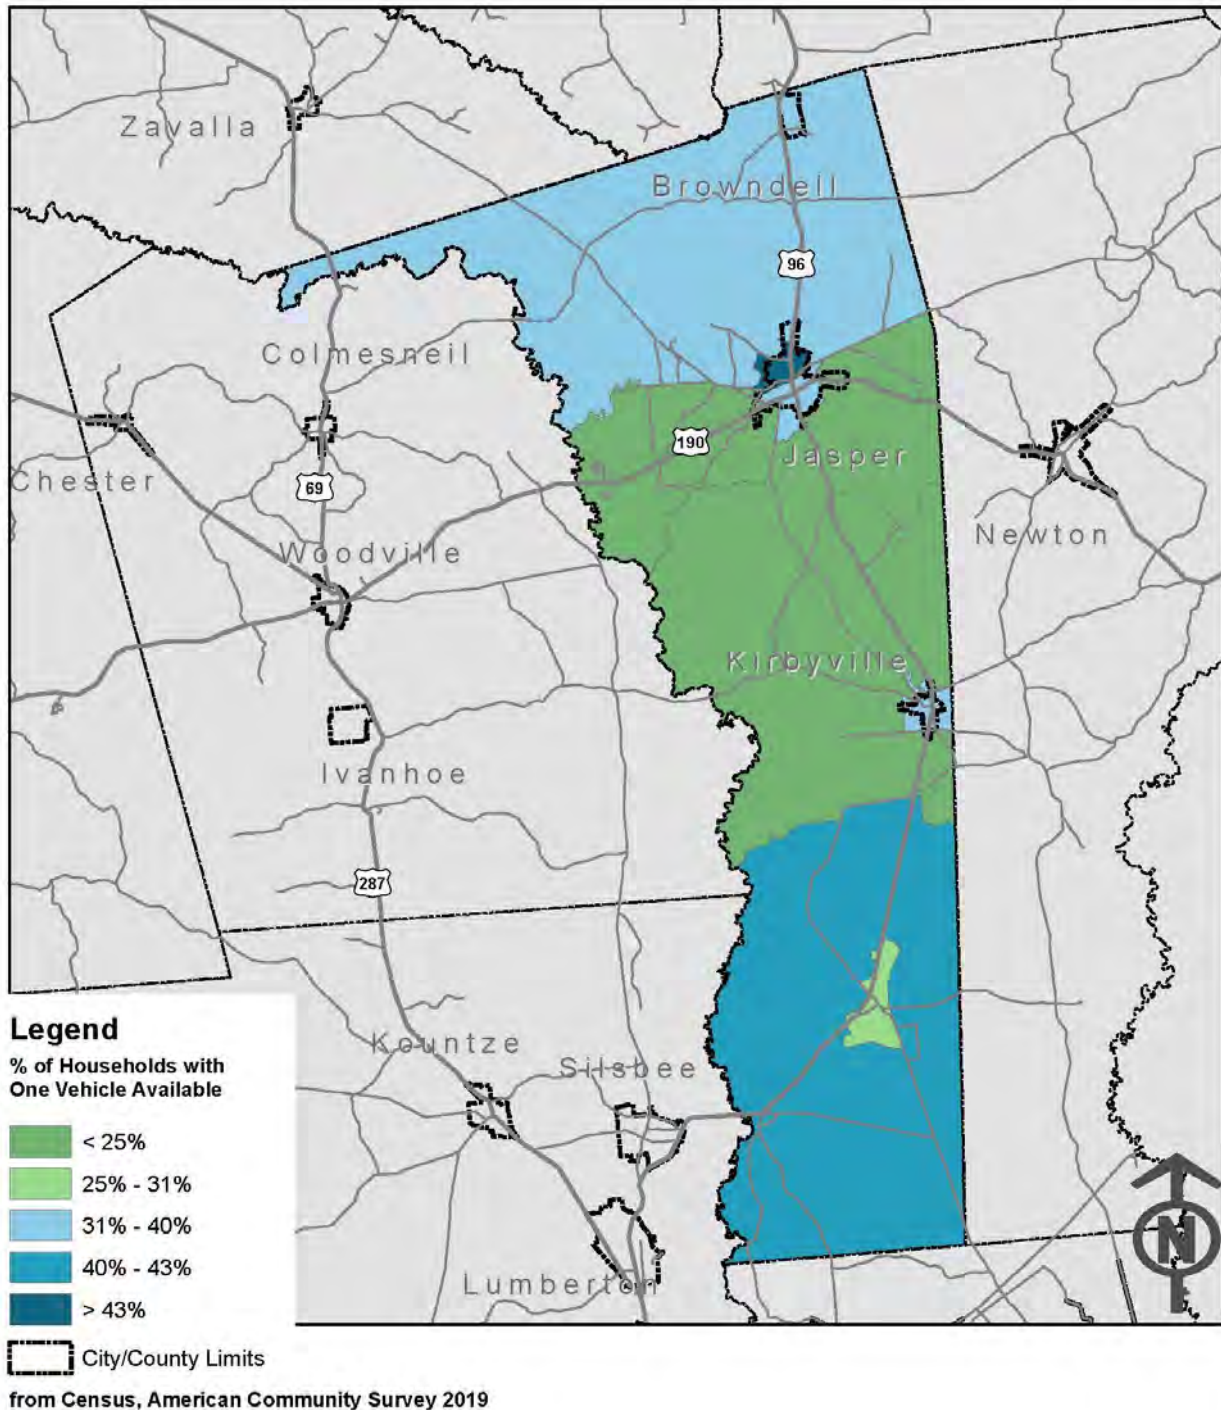 Zavalla
Browndell
96
Colmesneil
Chester
190
Jasper
69
Newton
Woodville
Kirbyville
Ivanhoe
287
Kountze
Silsbee
Lumberton
N
Legend
% of Households with
One Vehicle Available
< 25%
25% - 31%
31% - 40%
40% - 43%
> 43%
City/County Limits
from Census, American Community Survey 2019